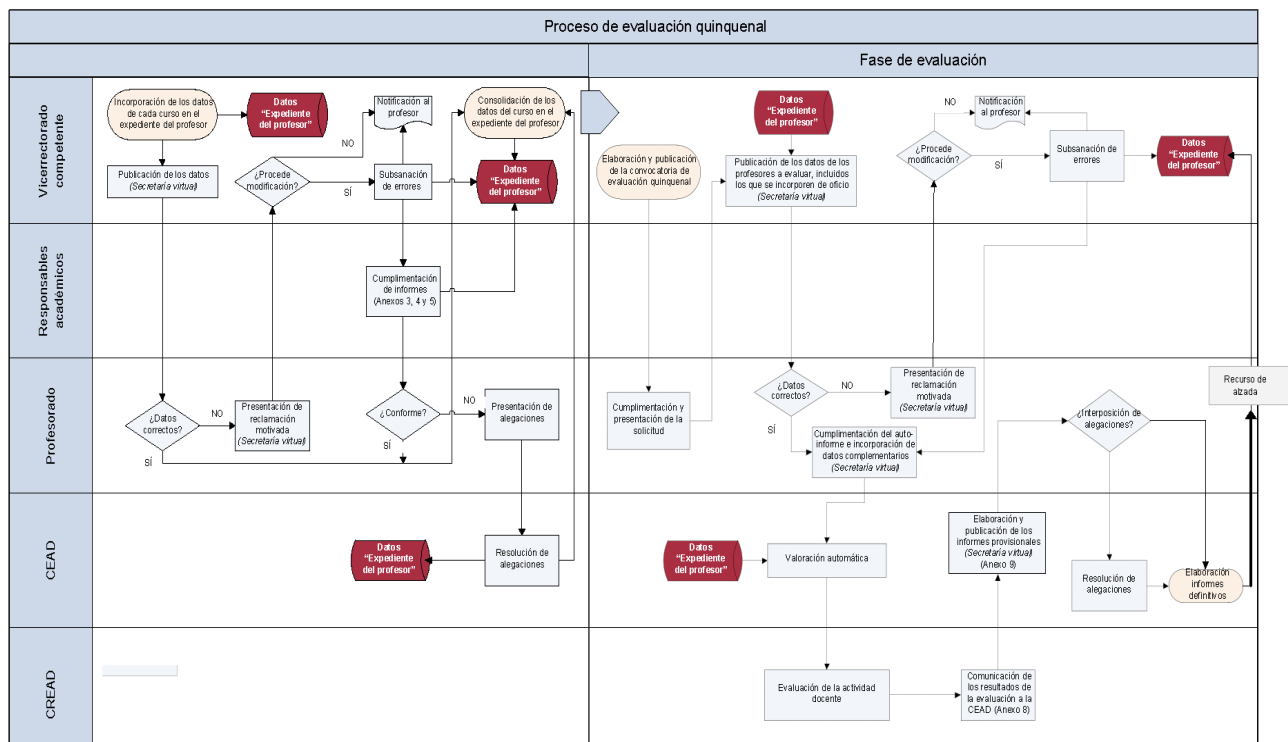 Proceso de evaluación quinquenal
Fase de evaluación
Vicerrectorado
competente
Incorporación de los datos
de cada curso en el
expediente del profesor
Datos
“Expediente
del profesor”
Notificación al
profesor
Consolidación de los
datos del curso en el
expediente del profesor
Publicación de los datos
(Secretaría virtual)
¿Procede
modificación?
NO
SÍ
Subsanación
de errores
Datos
“Expediente
del profesor”
Elaboración y publicación
de la convocatoria de
evaluación quinquenal
Datos
“Expediente
del profesor”
Publicación de los datos de los
profesores a evaluar, incluidos
los que se incorporen de oficio
(Secretaría virtual)
NO
Notificación
al profesor
¿Procede
modificación?
SÍ
Subsanación de
errores
Datos
“Expediente
del profesor”
Responsables
académicos
Cumplimentación
de informes
(Anexos 3, 4 y 5)
Profesorado
¿Datos
correctos?
NO
SÍ
Presentación de
reclamación
motivada
(Secretaría virtual)
¿Conforme?
NO
SÍ
Presentación de
alegaciones
Cumplimentación y
presentación de la
solicitud
¿Datos
correctos?
NO
SÍ
Presentación de
reclamación
motivada
(Secretaría virtual)
Cumplimentación del auto-
informe e incorporación de
datos complementarios
(Secretaría virtual)
¿Interposición de
alegaciones?
Recurso de
alzada
CEAD
Datos
“Expediente
del profesor”
Resolución de
alegaciones
Datos
“Expediente
del profesor”
Valoración automática
Elaboración y
publicación de los
informes provisionales
(Secretaría virtual)
(Anexo 9)
Resolución de
alegaciones
Elaboración
informes
definitivos
CREAD
Evaluación de la actividad
docente
Comunicación de
los resultados de
la evaluación a la
CEAD (Anexo 8)